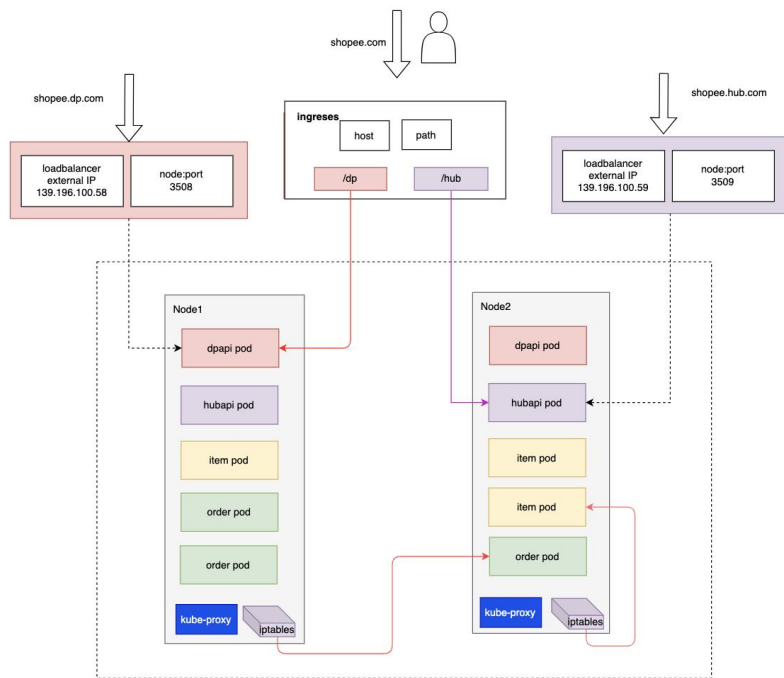 shopee.com
shopee.dp.com
shopee.hub.com
ingreses
host
path
/dp
/hub
loadbalancer
external IP
139.196.100.58
node:port
3508
loadbalancer
external IP
139.196.100.59
node:port
3509
Node1
dpapi pod
hubapi pod
item pod
order pod
order pod
kube-proxy
iptables
Node2
dpapi pod
hubapi pod
item pod
item pod
order pod
kube-proxy
iptables